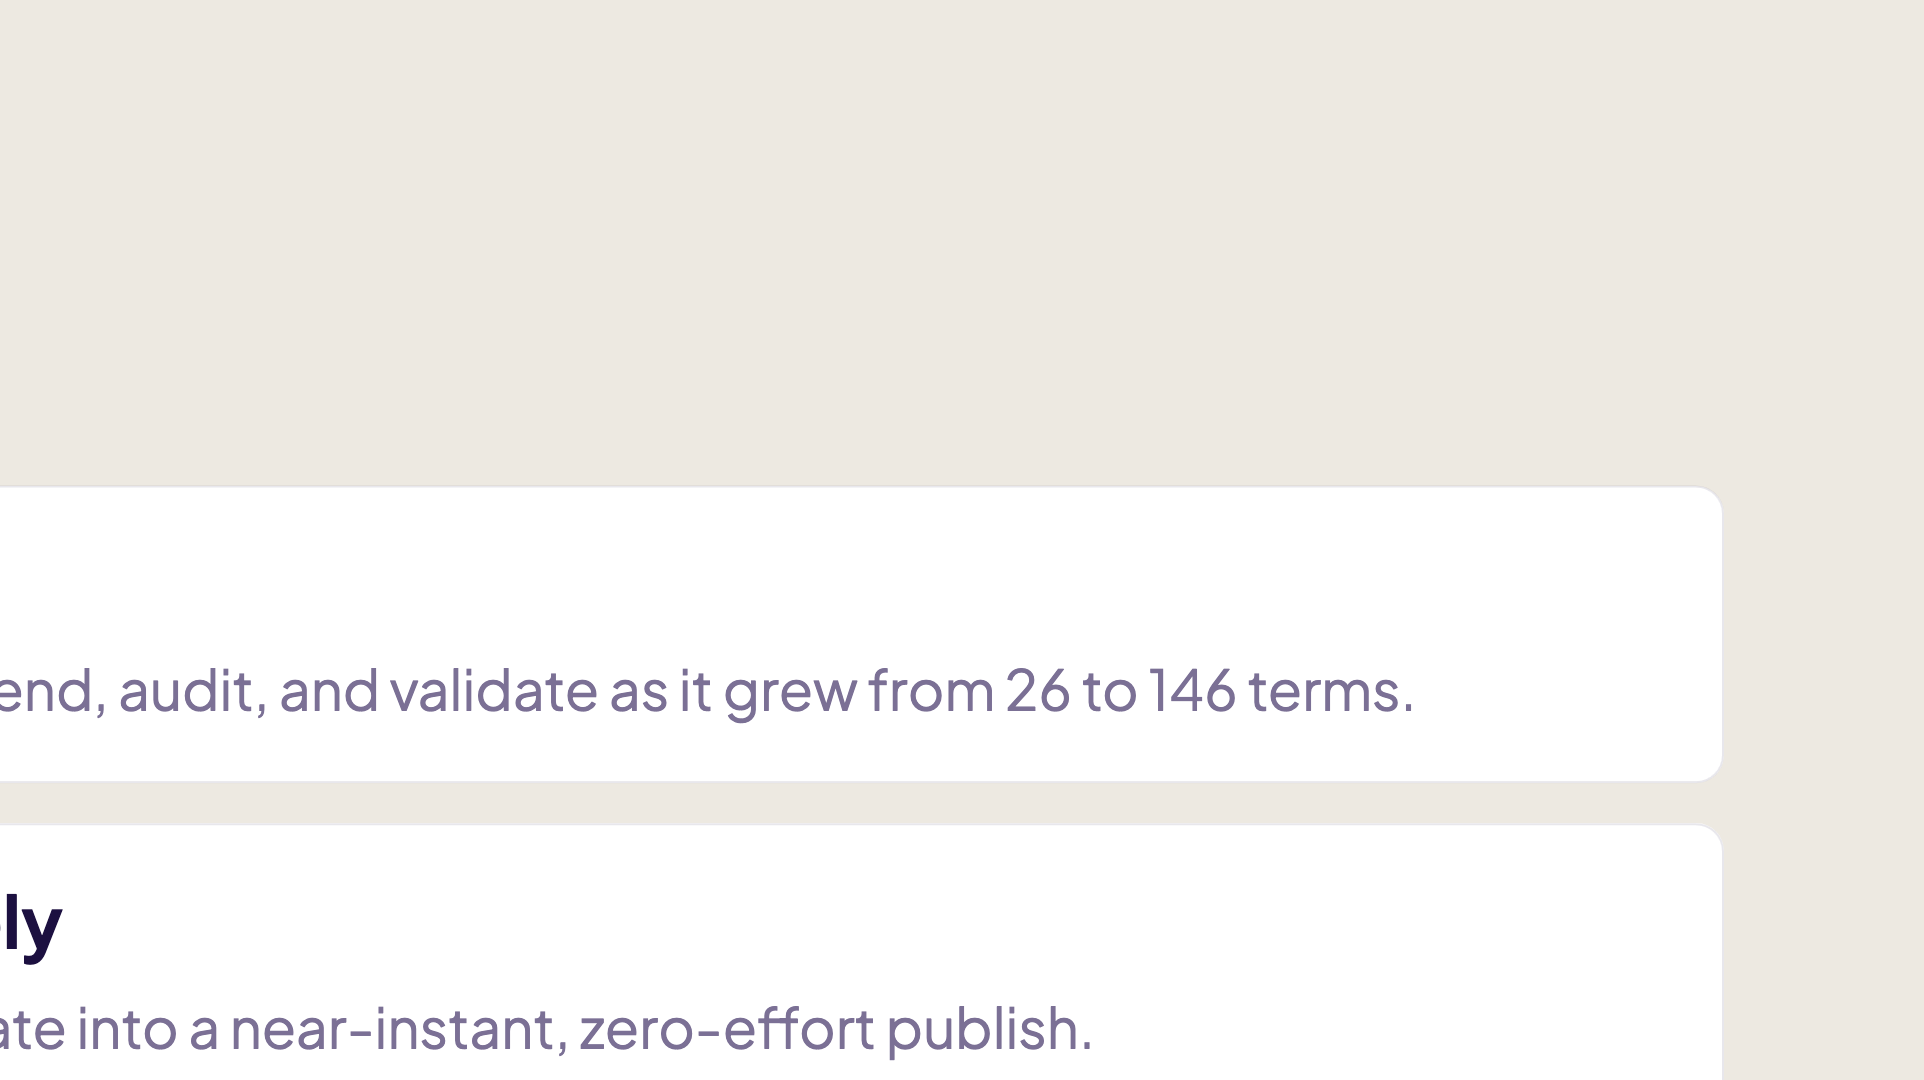 end, audit, and validate as it grew from 26 to 146 terms.
ly
ate into a near-instant, zero-effort publish.